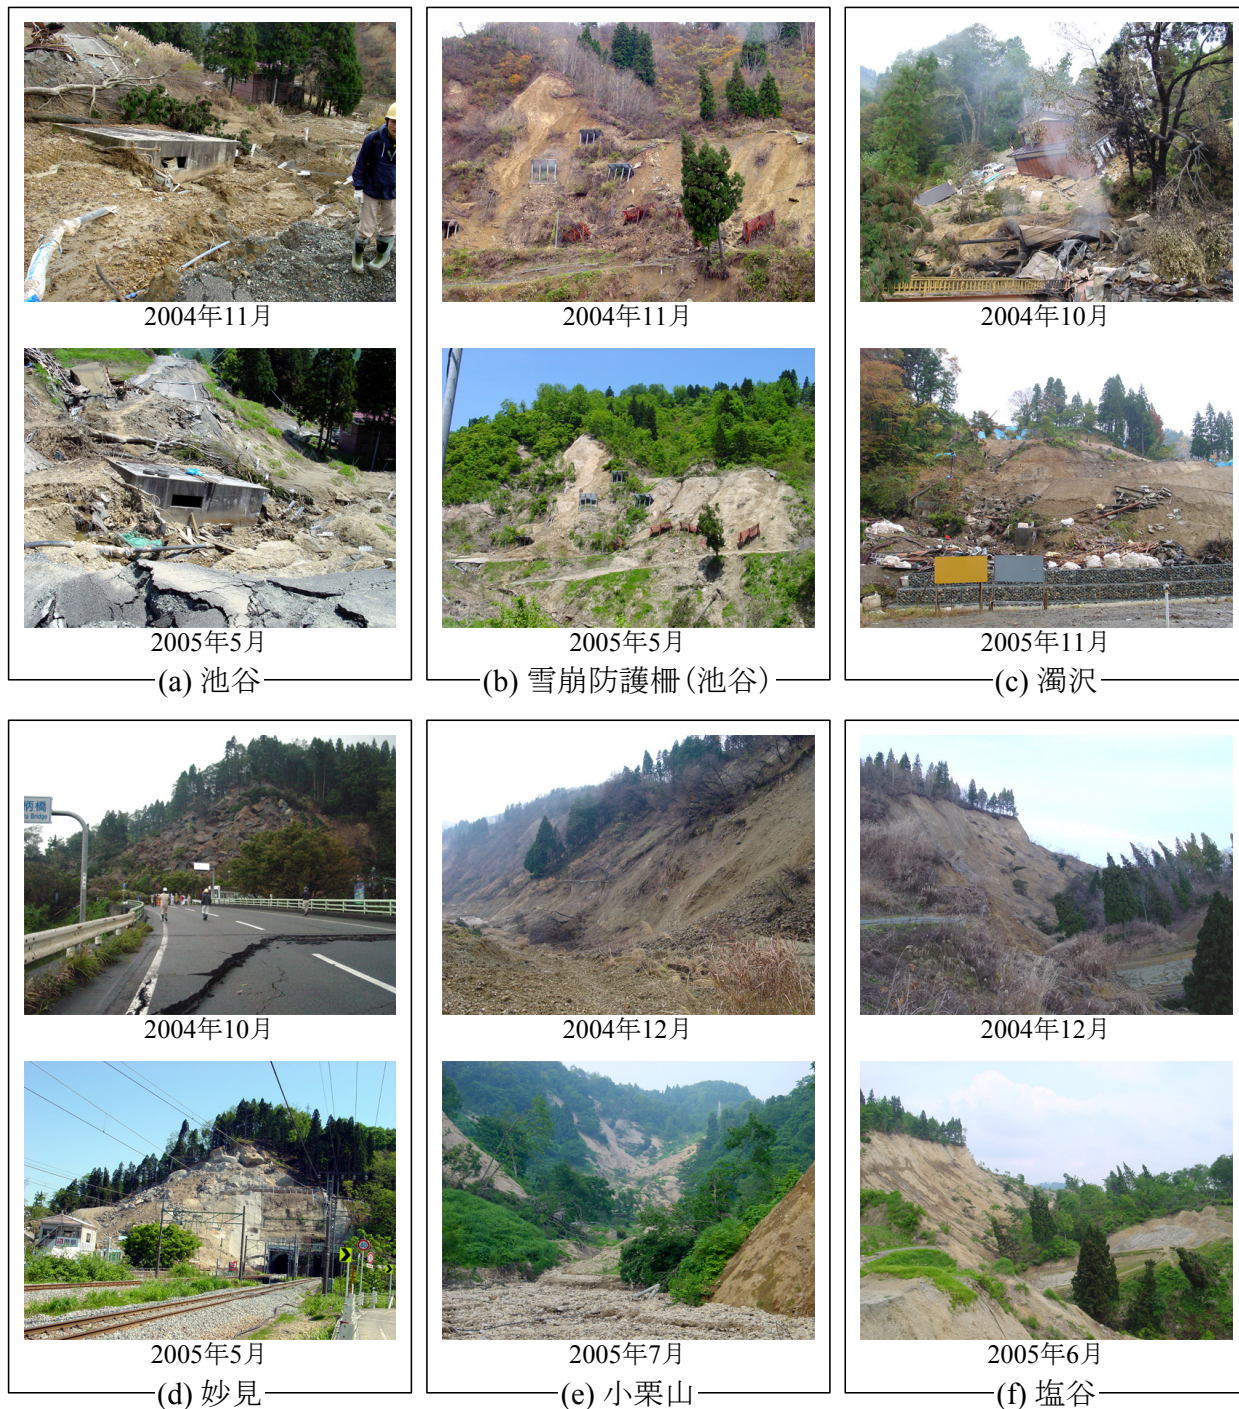 2004年11月
2005年5月
(a) 池谷
2004年11月
2005年5月
(b) 雪崩防護柵(池谷)
2004年10月
2005年11月
(c) 濁沢
柄橋
ra Bridge
2004年10月
2005年5月
(d) 妙見
2004年12月
2005年7月
(e) 小栗山
2004年12月
2005年6月
(f) 塩谷